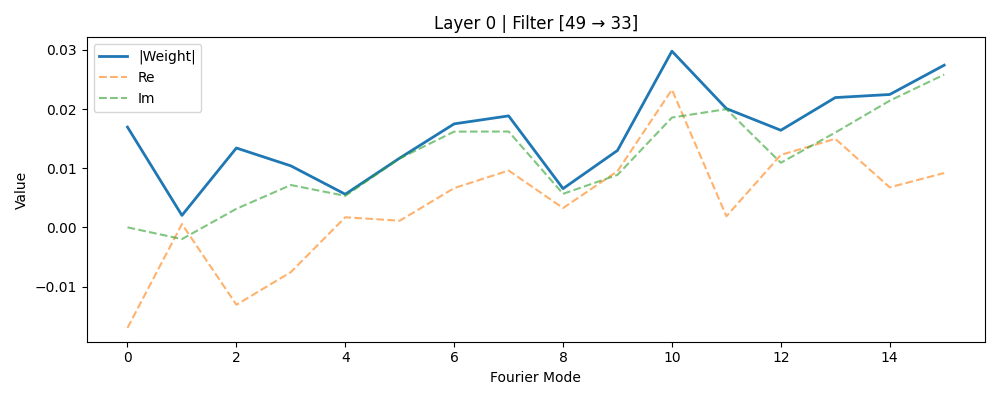 Layer 0 | Filter [49 → 33]
|Weight|
Re
Im
Value
0.03
0.02
0.01
0.00
−0.01
0 2 4 6 8 10 12 14
Fourier Mode